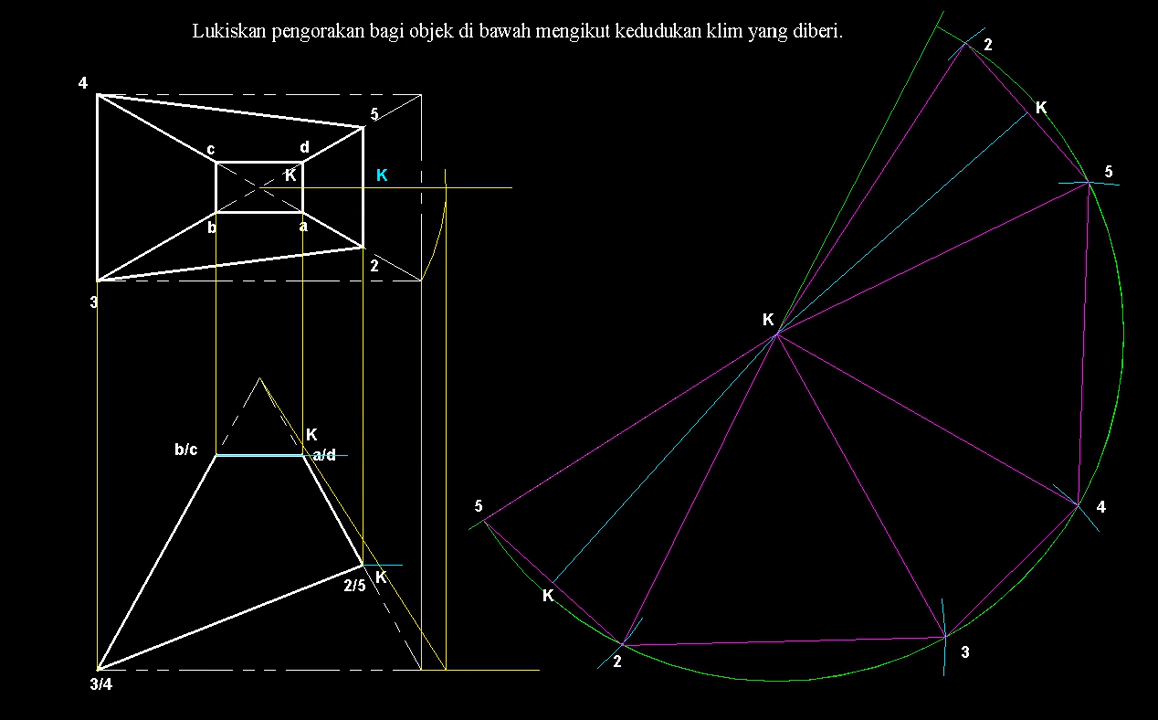 Lukiskan pengorakan bagi objek di bawah mengikut kedudukan klim yang diberi.
2
4
K
5
c
d
K
K
5
b
a
2
3
K
K
b/c
a/d
5
4
K
2/5
K
3
2
3/4